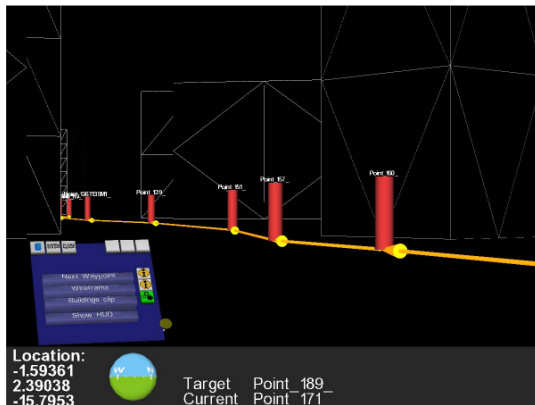 Point_160_
Point_157_
Point_151_
Point_139_
Next Waypoint
Wireframe
Buildings clip
Show HUD
Location:
-1.59361
2.39038
-15.7953
W N
Target Point_189_
Current Point_171_